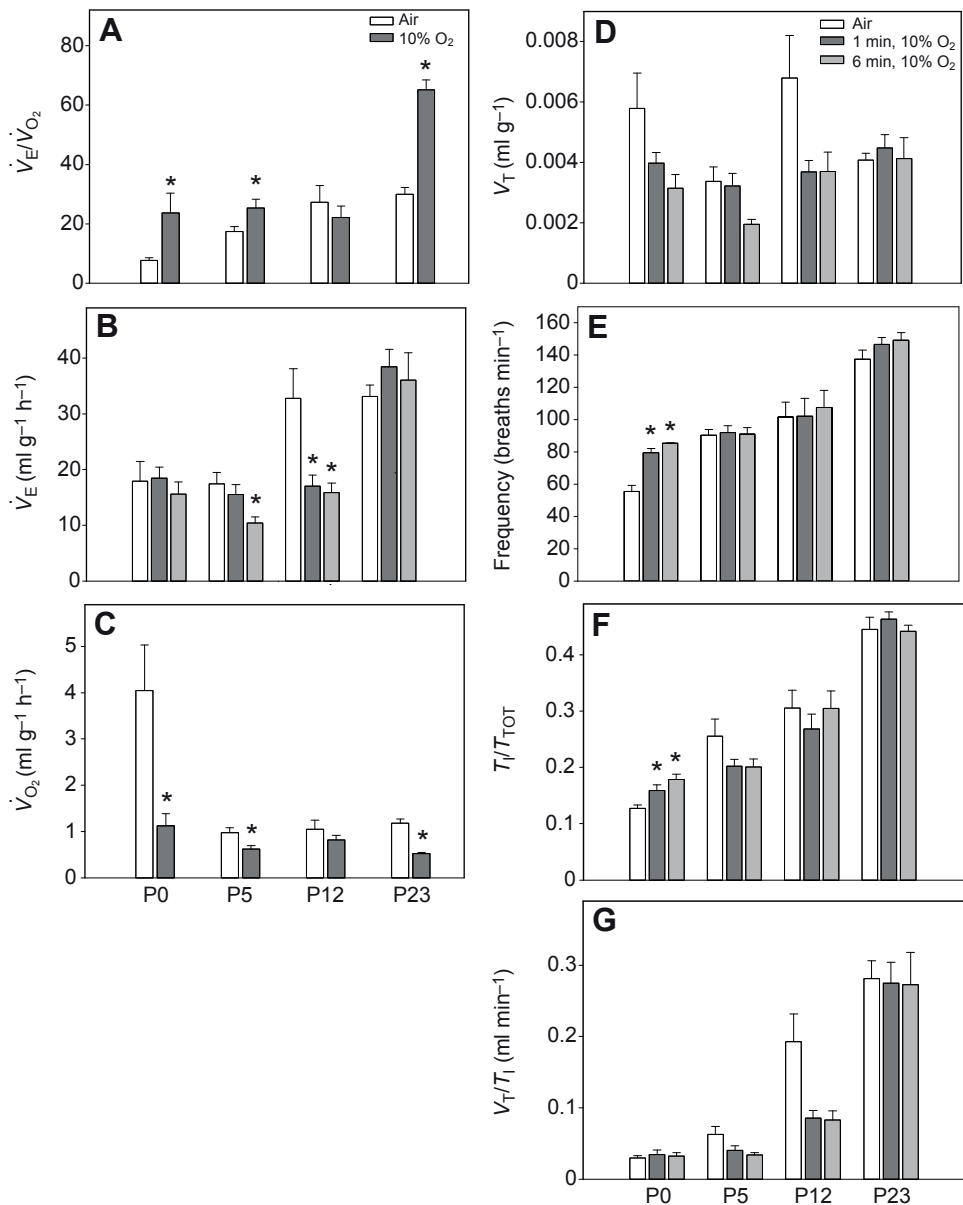 A
Air
10% O₂
80
60
40
20
0
V̇E/V̇O₂
*
*
*
B
40
30
20
10
0
V̇E (ml g⁻¹ h⁻¹)
*
*
*
C
5
4
3
2
1
0
V̇O₂ (ml g⁻¹ h⁻¹)
*
*
*
P0 P5 P12 P23
D
Air
1 min, 10% O₂
6 min, 10% O₂
0.008
0.006
0.004
0.002
0
VT (ml g⁻¹)
E
160
140
120
100
80
60
40
20
0
Frequency (breaths min⁻¹)
* *
F
0.4
0.3
0.2
0.1
0
TI/TTOT
* *
G
0.3
0.2
0.1
0
VT/TI (ml min⁻¹)
P0 P5 P12 P23